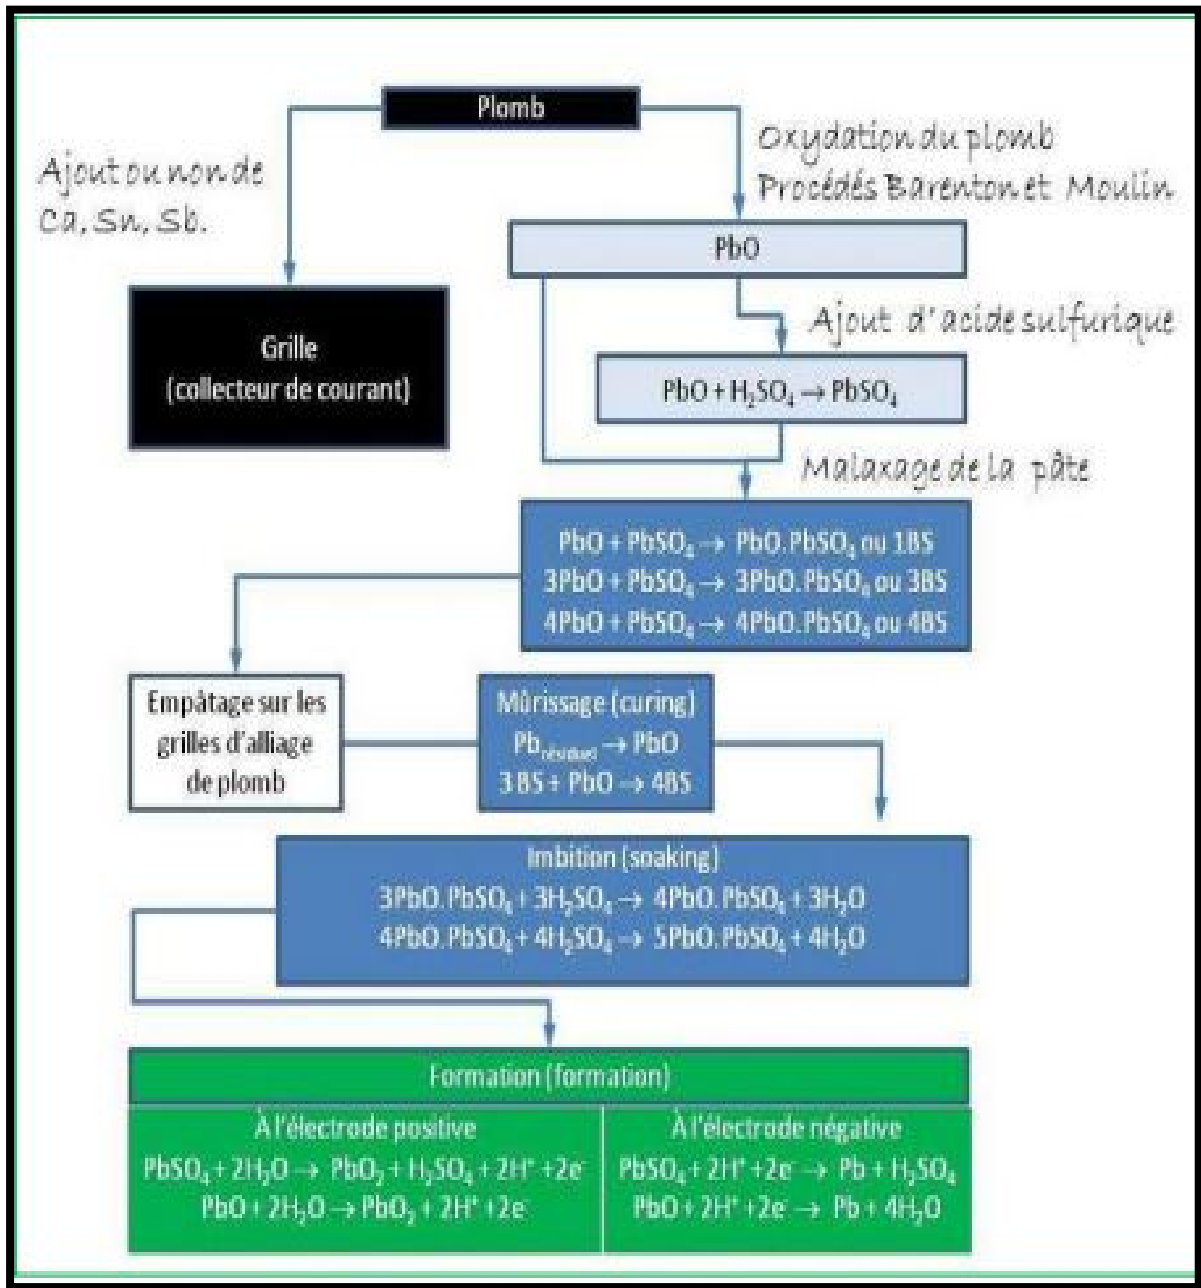 Plomb
Ajout ou non de
Ca, Sn, Sb.
Oxydation du plomb
Procédés Barenton et Moulin
PbO
Grille
(collecteur de courant)
Ajout d'acide sulfurique
PbO + H₂SO₄ → PbSO₄
Malaxage de la pâte
PbO + PbSO₄ → PbO.PbSO₄ ou 1BS
3PbO + PbSO₄ → 3PbO.PbSO₄ ou 3BS
4PbO + PbSO₄ → 4PbO.PbSO₄ ou 4BS
Empâtage sur les
grilles d'alliage
de plomb
Mûrissage (curing)
Pb résiduel → PbO
3BS + PbO → 4BS
Imbition (soaking)
3PbO.PbSO₄ + 3H₂SO₄ → 4PbO.PbSO₄ + 3H₂O
4PbO.PbSO₄ + 4H₂SO₄ → 5PbO.PbSO₄ + 4H₂O
Formation (formation)
À l'électrode positive
PbSO₄ + 2H₂O → PbO₂ + H₂SO₄ + 2H⁺ + 2e⁻
PbO + 2H₂O → PbO₂ + 2H⁺ + 2e⁻
À l'électrode négative
PbSO₄ + 2H⁺ + 2e⁻ → Pb + H₂SO₄
PbO + 2H⁺ + 2e⁻ → Pb + 4H₂O